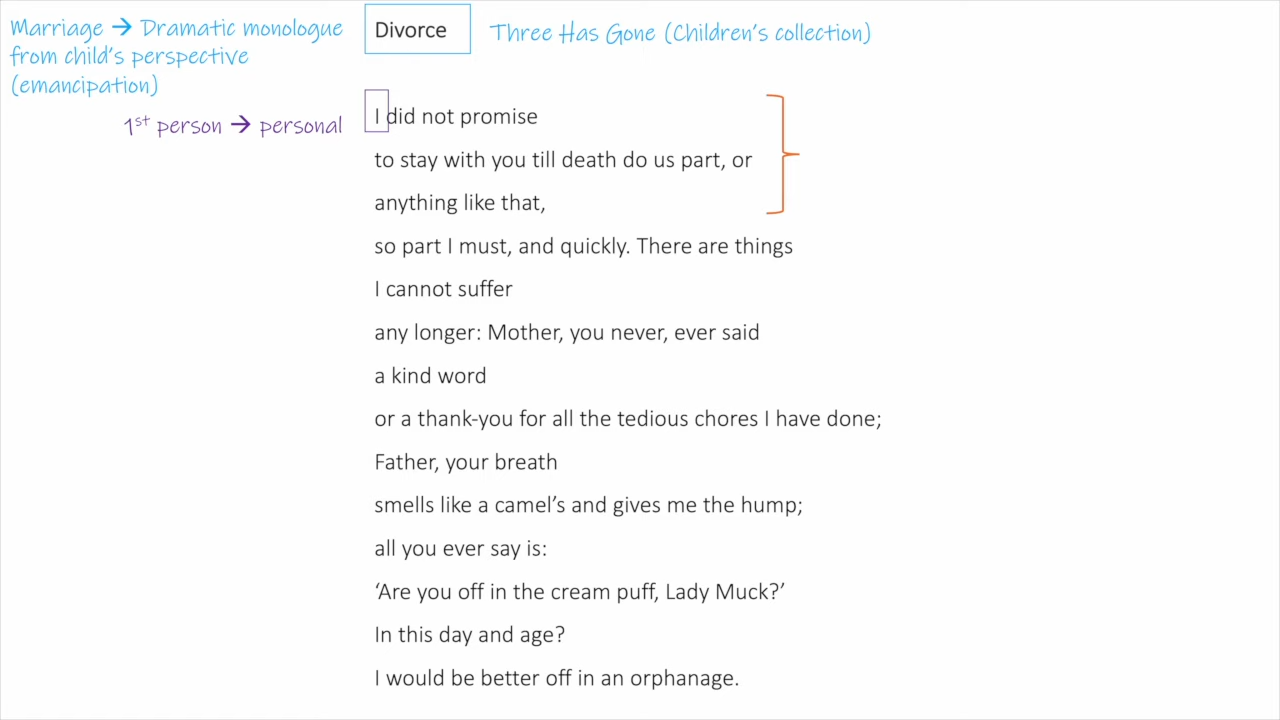 Marriage → Dramatic monologue
from child's perspective
(emancipation)
Divorce
Three Has Gone (Children's collection)
1st person → personal
I did not promise
to stay with you till death do us part, or
anything like that,
so part I must, and quickly. There are things
I cannot suffer
any longer: Mother, you never, ever said
a kind word
or a thank-you for all the tedious chores I have done;
Father, your breath
smells like a camel's and gives me the hump;
all you ever say is:
'Are you off in the cream puff, Lady Muck?'
In this day and age?
I would be better off in an orphanage.